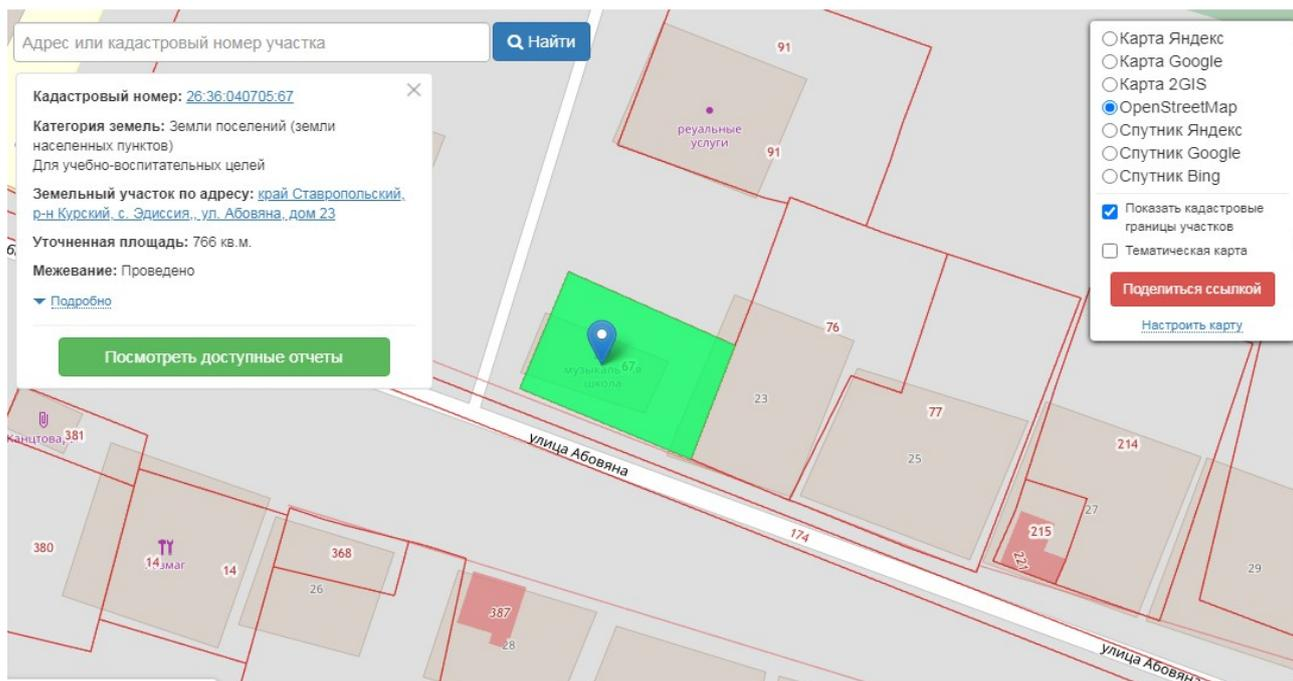 Адрес или кадастровый номер участка
Найти
Кадастровый номер: 26:36:040705:67
Категория земель: Земли поселений (земли
населенных пунктов)
Для учебно-воспитательных целей
Земельный участок по адресу: край Ставропольский,
р-н Курский, с. Эдиссия,, ул. Абовяна, дом 23
Уточненная площадь: 766 кв.м.
Межевание: Проведено
Подробно
Посмотреть доступные отчеты
Карта Яндекс
Карта Google
Карта 2GIS
OpenStreetMap
Спутник Яндекс
Спутник Google
Спутник Bing
Показать кадастровые
границы участков
Тематическая карта
Поделиться ссылкой
Настроить карту
91
реуальные
услуги
91
76
67
школа
23
77
25
214
27
215
221
29
улица Абовяна
174
381
380
14
14
368
26
387
28
улица Абовяна